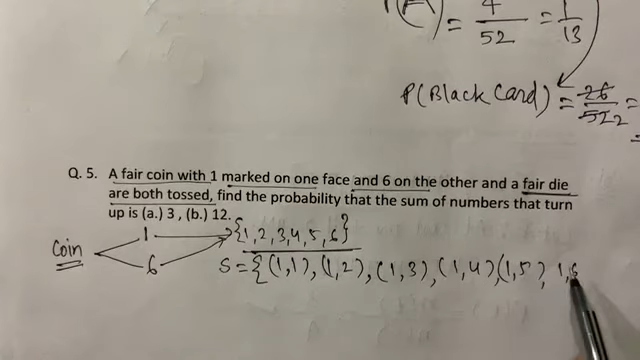 P(A) = 4/52 = 1/13
P(Black Card) = 26/52 =
Q. 5. A fair coin with 1 marked on one face and 6 on the other and a fair die
are both tossed, find the probability that the sum of numbers that turn
up is (a.) 3 , (b.) 12.
Coin
1
6
{1,2,3,4,5,6}
S = { (1,1), (1,2), (1,3), (1,4) (1,5), 1,6